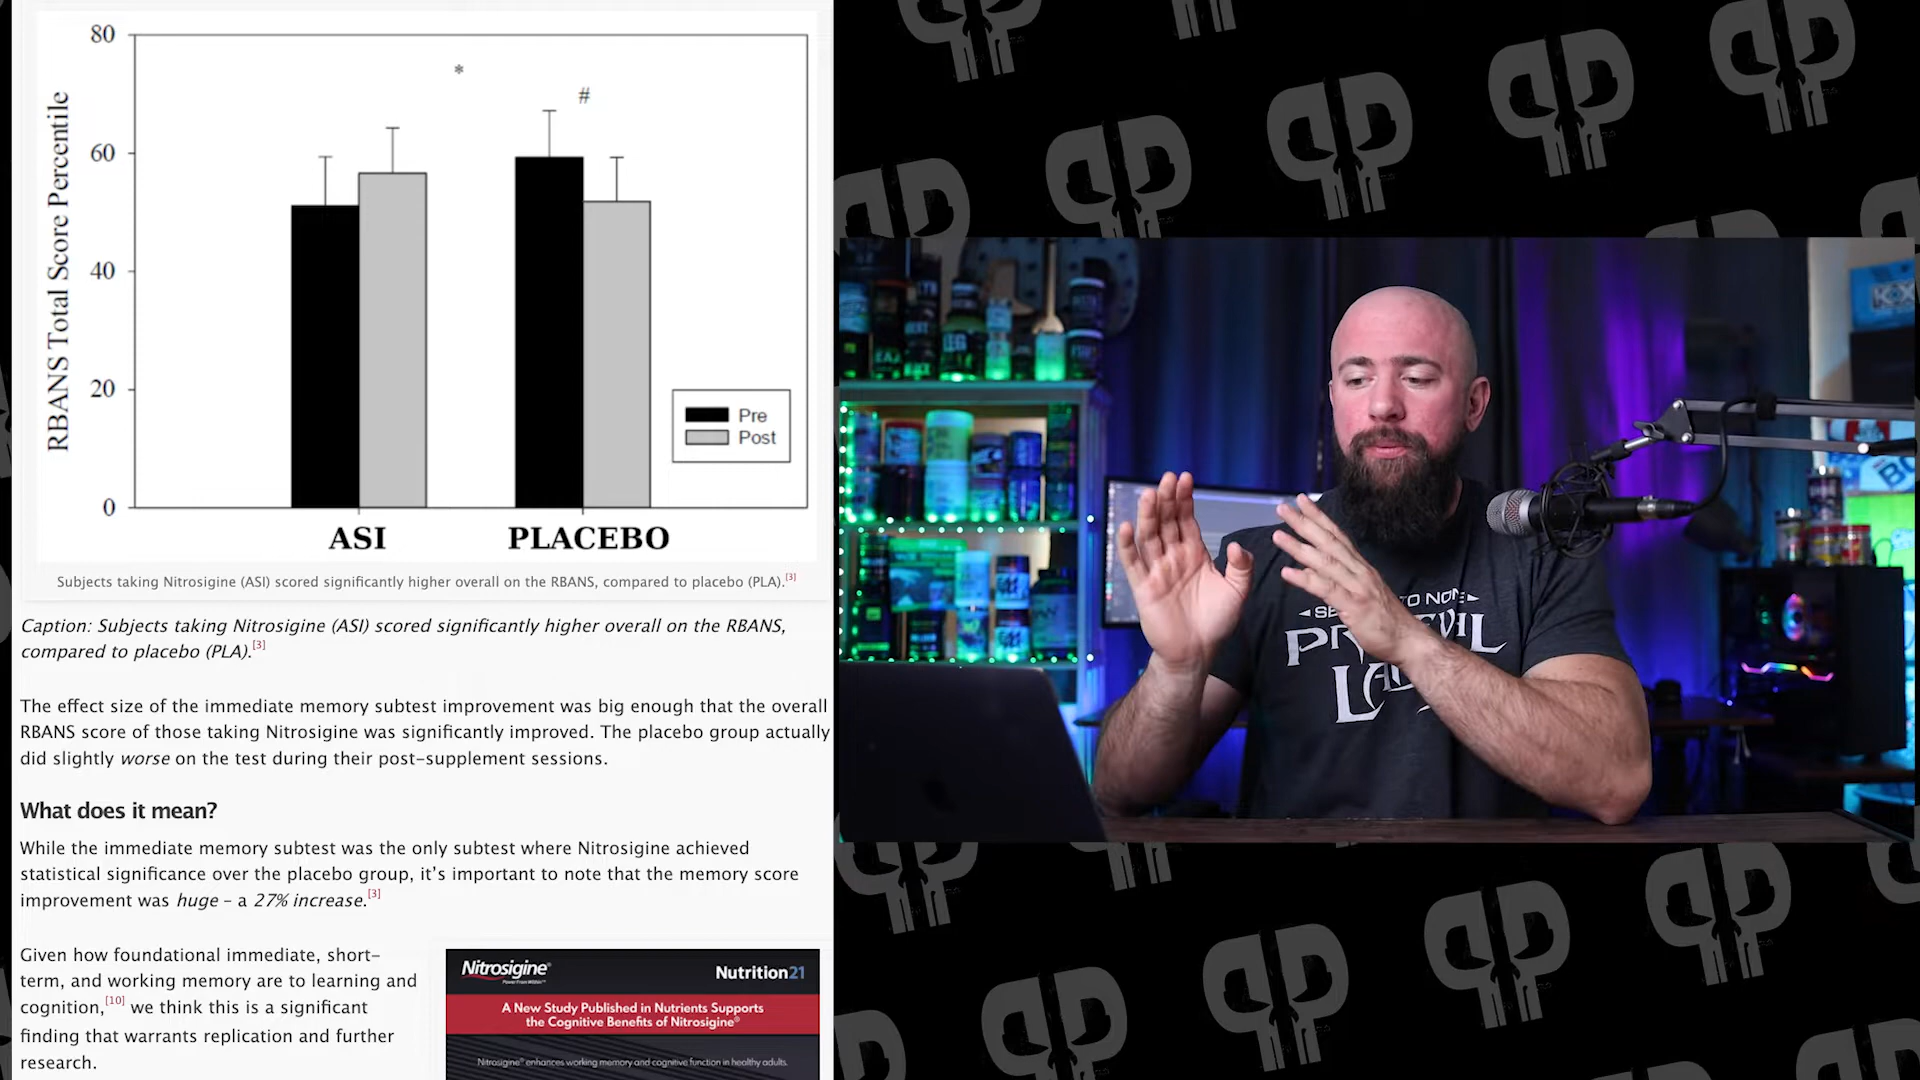 80
*
#
60
40
20
0
RBANS Total Score Percentile
Pre
Post
ASI PLACEBO
Subjects taking Nitrosigine (ASI) scored significantly higher overall on the RBANS, compared to placebo (PLA).[3]
Caption: Subjects taking Nitrosigine (ASI) scored significantly higher overall on the RBANS,
compared to placebo (PLA).[3]
The effect size of the immediate memory subtest improvement was big enough that the overall
RBANS score of those taking Nitrosigine was significantly improved. The placebo group actually
did slightly worse on the test during their post-supplement sessions.
What does it mean?
While the immediate memory subtest was the only subtest where Nitrosigine achieved
statistical significance over the placebo group, it's important to note that the memory score
improvement was huge – a 27% increase.[3]
Given how foundational immediate, short-
term, and working memory are to learning and
cognition,[10] we think this is a significant
finding that warrants replication and further
research.
Nitrosigine®
Nutrition21
A New Study Published in Nutrients Supports
the Cognitive Benefits of Nitrosigine®
Nitrosigine® enhances working memory and cognitive function in healthy adults.
TO NONE
LEG